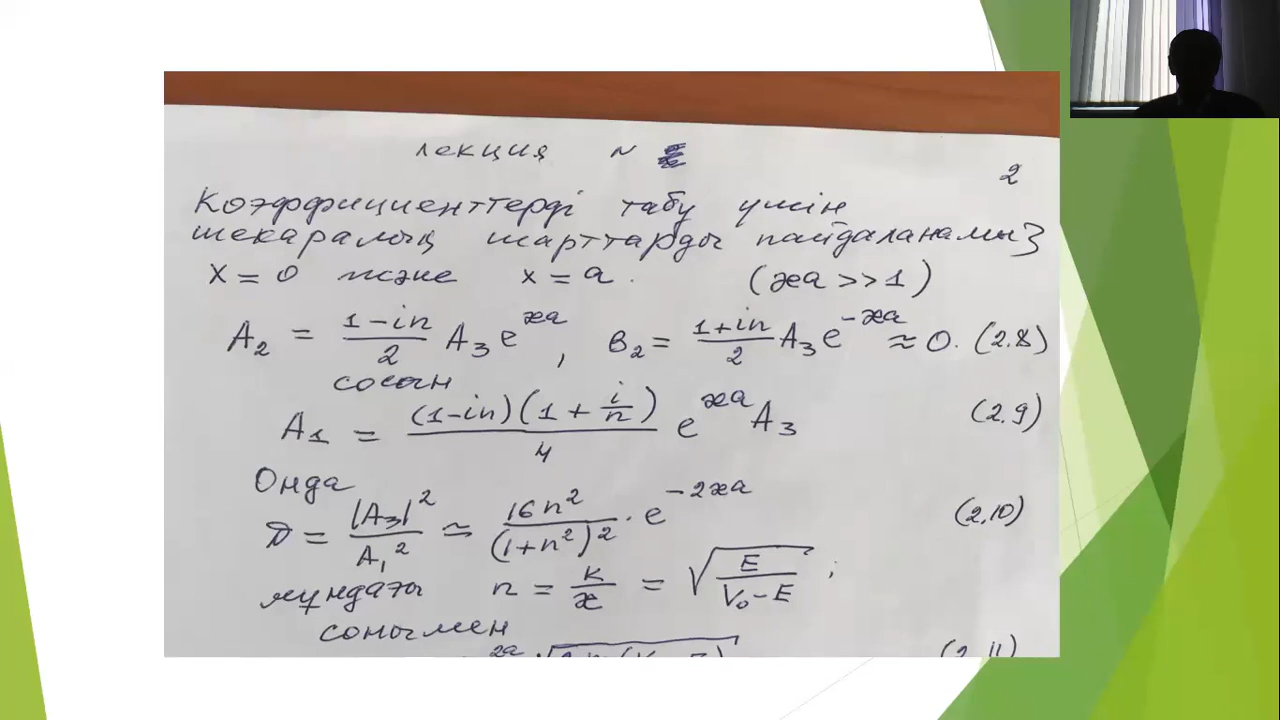 лекция N
2
Коэффициенттерді табу үшін
шекаралық шарттарды пайдаланамыз
x = 0 және x = a. (æa >> 1)
A₂ = (1 - in)/2 A₃ e^(æa), B₂ = (1 + in)/2 A₃ e^(-æa) ≈ 0. (2.8)
сосын
A₁ = (1 - in)(1 + i/n)/4 e^(æa) A₃ (2.9)
Онда
D = |A₃|²/A₁² ≈ 16n²/(1 + n²)² · e^(-2æa) (2.10)
мұндағы n = k/æ = √(E/(V₀ - E));
сонымен
(2.11)